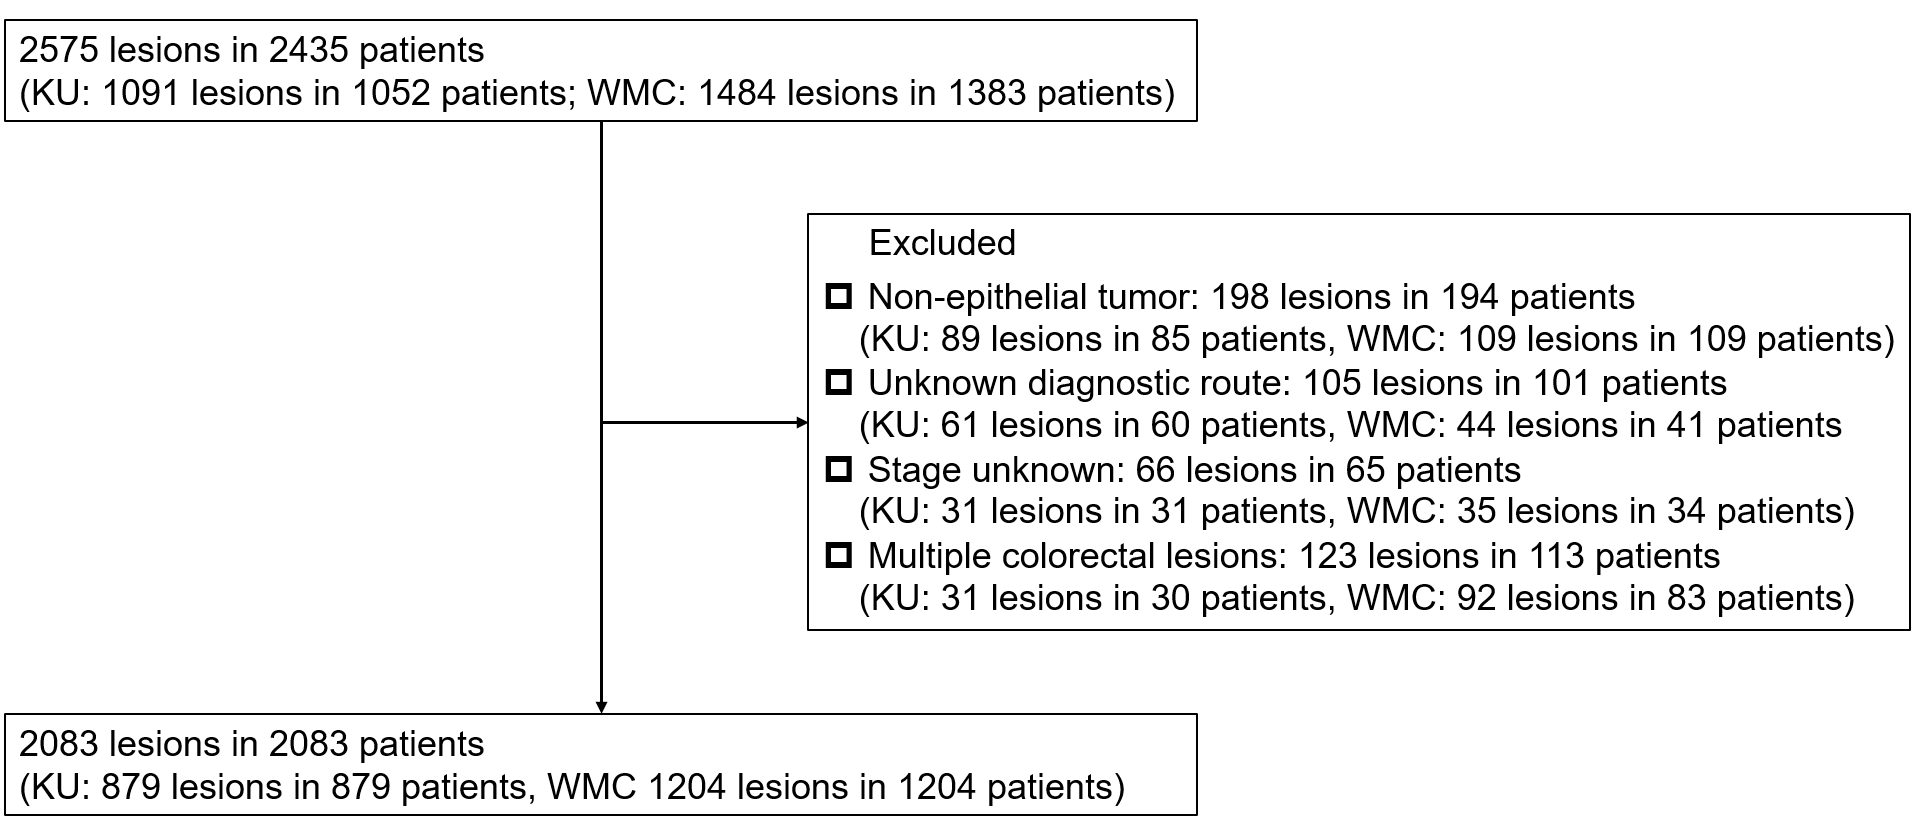 2575 lesions in 2435 patients
(KU: 1091 lesions in 1052 patients; WMC: 1484 lesions in 1383 patients)
Excluded
Non-epithelial tumor: 198 lesions in 194 patients
(KU: 89 lesions in 85 patients, WMC: 109 lesions in 109 patients)
Unknown diagnostic route: 105 lesions in 101 patients
(KU: 61 lesions in 60 patients, WMC: 44 lesions in 41 patients
Stage unknown: 66 lesions in 65 patients
(KU: 31 lesions in 31 patients, WMC: 35 lesions in 34 patients)
Multiple colorectal lesions: 123 lesions in 113 patients
(KU: 31 lesions in 30 patients, WMC: 92 lesions in 83 patients)
2083 lesions in 2083 patients
(KU: 879 lesions in 879 patients, WMC 1204 lesions in 1204 patients)